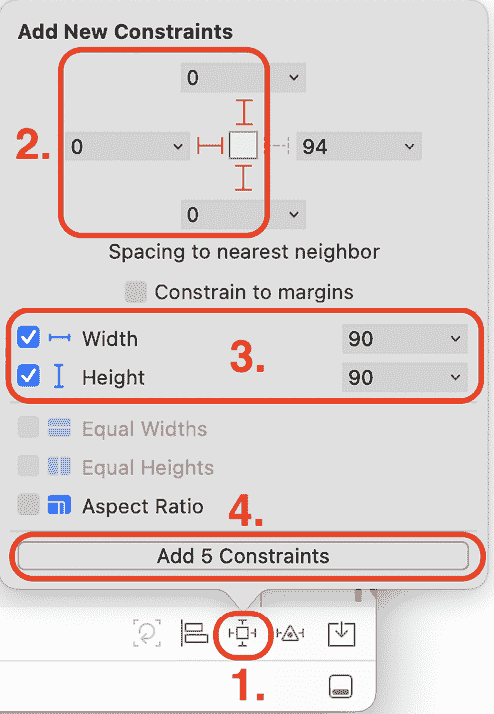 Add New Constraints
0
2. 0 94
0
Spacing to nearest neighbor
Constrain to margins
Width 90
3.
Height 90
Equal Widths
Equal Heights
Aspect Ratio 4.
Add 5 Constraints
1.